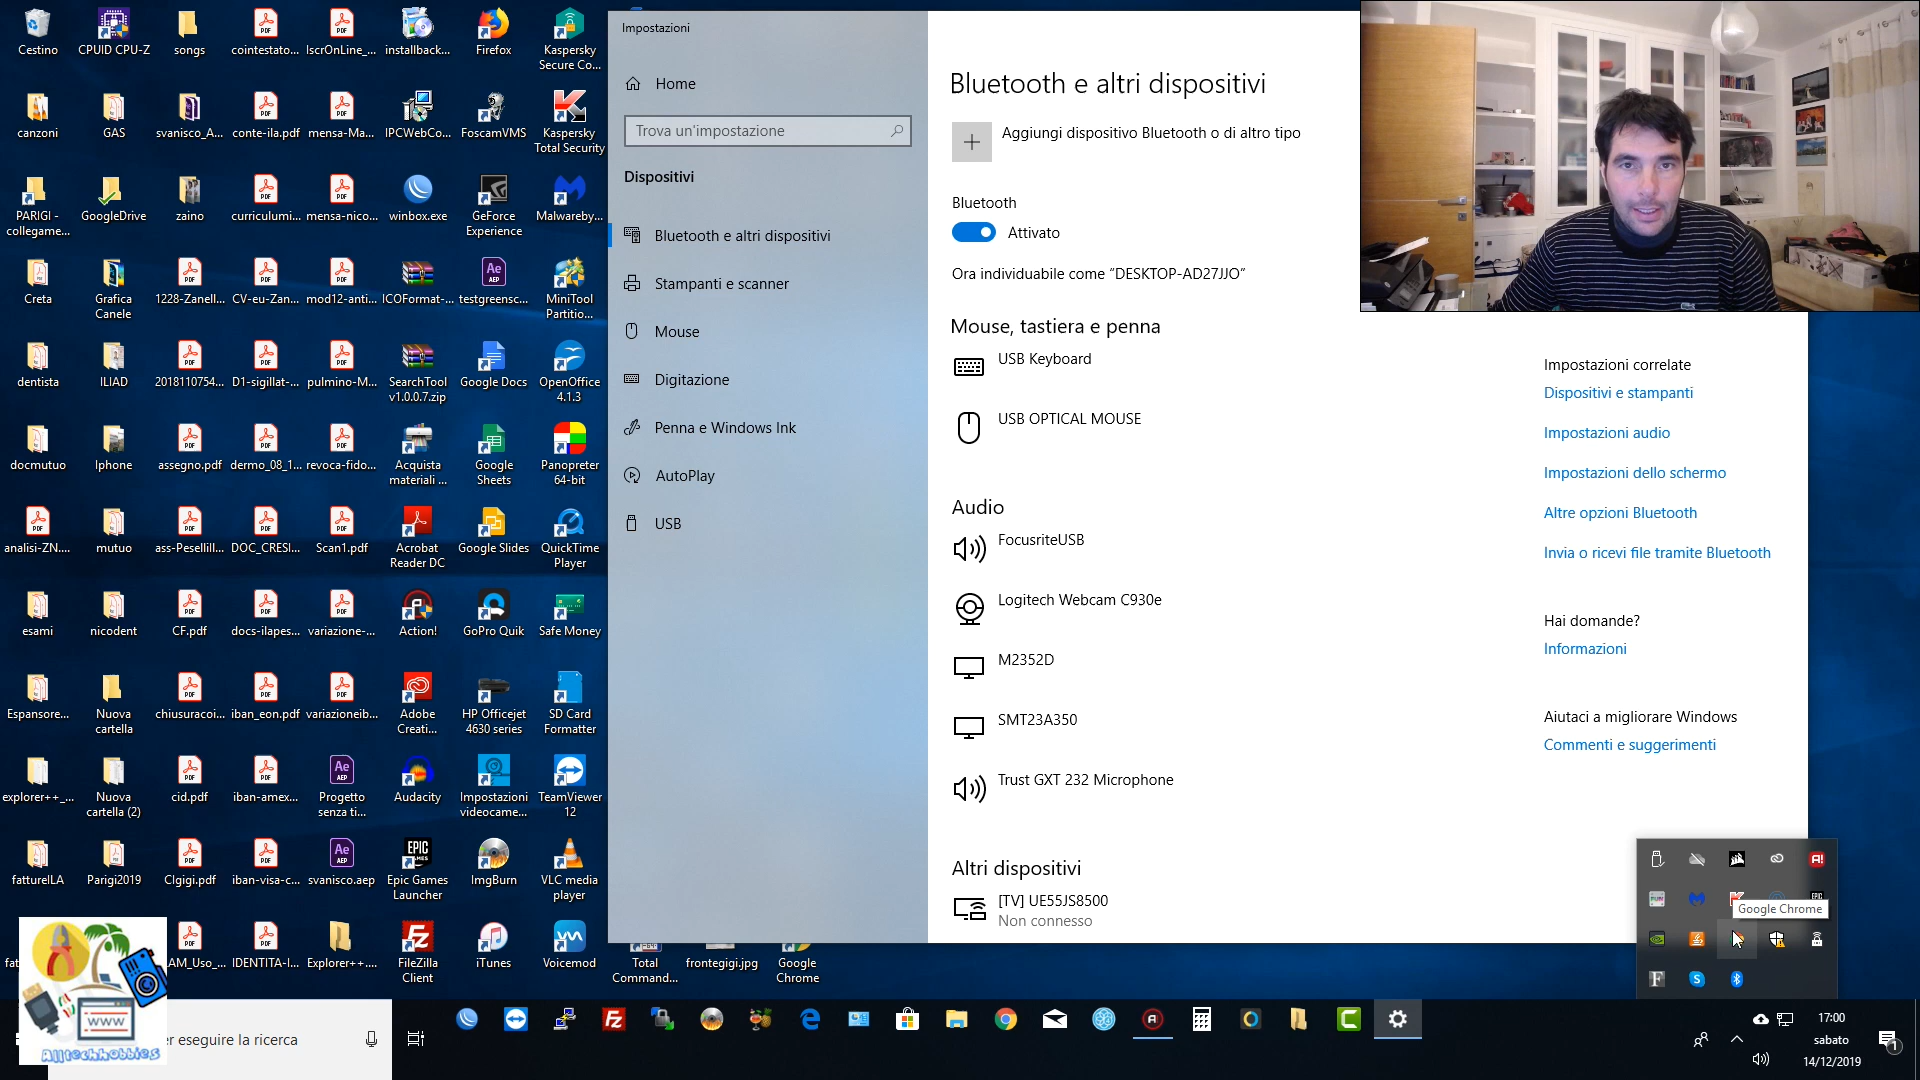 Cestino
CPUID CPU-Z
songs
cointestato...
IscrOnLine_...
installback...
Firefox
Kaspersky
Secure Co...
canzoni
GAS
svanisco_A...
conte-ila.pdf
mensa-Ma...
IPCWebCo...
FoscamVMS
Kaspersky
Total Security
PARIGI -
collegame...
GoogleDrive
zaino
curriculumi...
mensa-nico...
winbox.exe
GeForce
Experience
Malwareby...
Creta
Grafica
Canele
1228-Zanell...
CV-eu-Zan...
mod12-anti...
ICOFormat-...
testgreensc...
MiniTool
Partitio...
dentista
ILIAD
2018110754...
D1-sigillat-...
pulmino-M...
SearchTool
v1.0.0.7.zip
Google Docs
OpenOffice
4.1.3
docmutuo
Iphone
assegno.pdf
dermo_08_1...
revoca-fido...
Acquista
materiali ...
Google
Sheets
Panopreter
64-bit
analisi-ZN....
mutuo
ass-Pesellill...
DOC_CRESI...
Scan1.pdf
Acrobat
Reader DC
Google Slides
QuickTime
Player
esami
nicodent
CF.pdf
docs-ilapes...
variazione-...
Action!
GoPro Quik
Safe Money
Espansore...
Nuova
cartella
chiusuracoi...
iban_eon.pdf
variazioneib...
Adobe
Creati...
HP Officejet
4630 series
SD Card
Formatter
explorer++_...
Nuova
cartella (2)
cid.pdf
iban-amex...
Progetto
senza ti...
Audacity
Impostazioni
videocame...
TeamViewer
12
fattureILA
Parigi2019
CIgigi.pdf
iban-visa-c...
svanisco.aep
Epic Games
Launcher
ImgBurn
VLC media
player
AM_Uso_...
IDENTITA-I...
Explorer++....
FileZilla
Client
iTunes
Voicemod
Total
Command...
frontegigi.jpg
Google
Chrome
Impostazioni
Home
Trova un'impostazione
Dispositivi
Bluetooth e altri dispositivi
Stampanti e scanner
Mouse
Digitazione
Penna e Windows Ink
AutoPlay
USB
Bluetooth e altri dispositivi
Aggiungi dispositivo Bluetooth o di altro tipo
Bluetooth
Attivato
Ora individuabile come “DESKTOP-AD27JJO”
Mouse, tastiera e penna
USB Keyboard
USB OPTICAL MOUSE
Audio
FocusriteUSB
Logitech Webcam C930e
M2352D
SMT23A350
Trust GXT 232 Microphone
Altri dispositivi
[TV] UE55JS8500
Non connesso
Impostazioni correlate
Dispositivi e stampanti
Impostazioni audio
Impostazioni dello schermo
Altre opzioni Bluetooth
Invia o ricevi file tramite Bluetooth
Hai domande?
Informazioni
Aiutaci a migliorare Windows
Commenti e suggerimenti
Google Chrome
WWW
Alltechhobbies
er eseguire la ricerca
17:00
sabato
14/12/2019
1